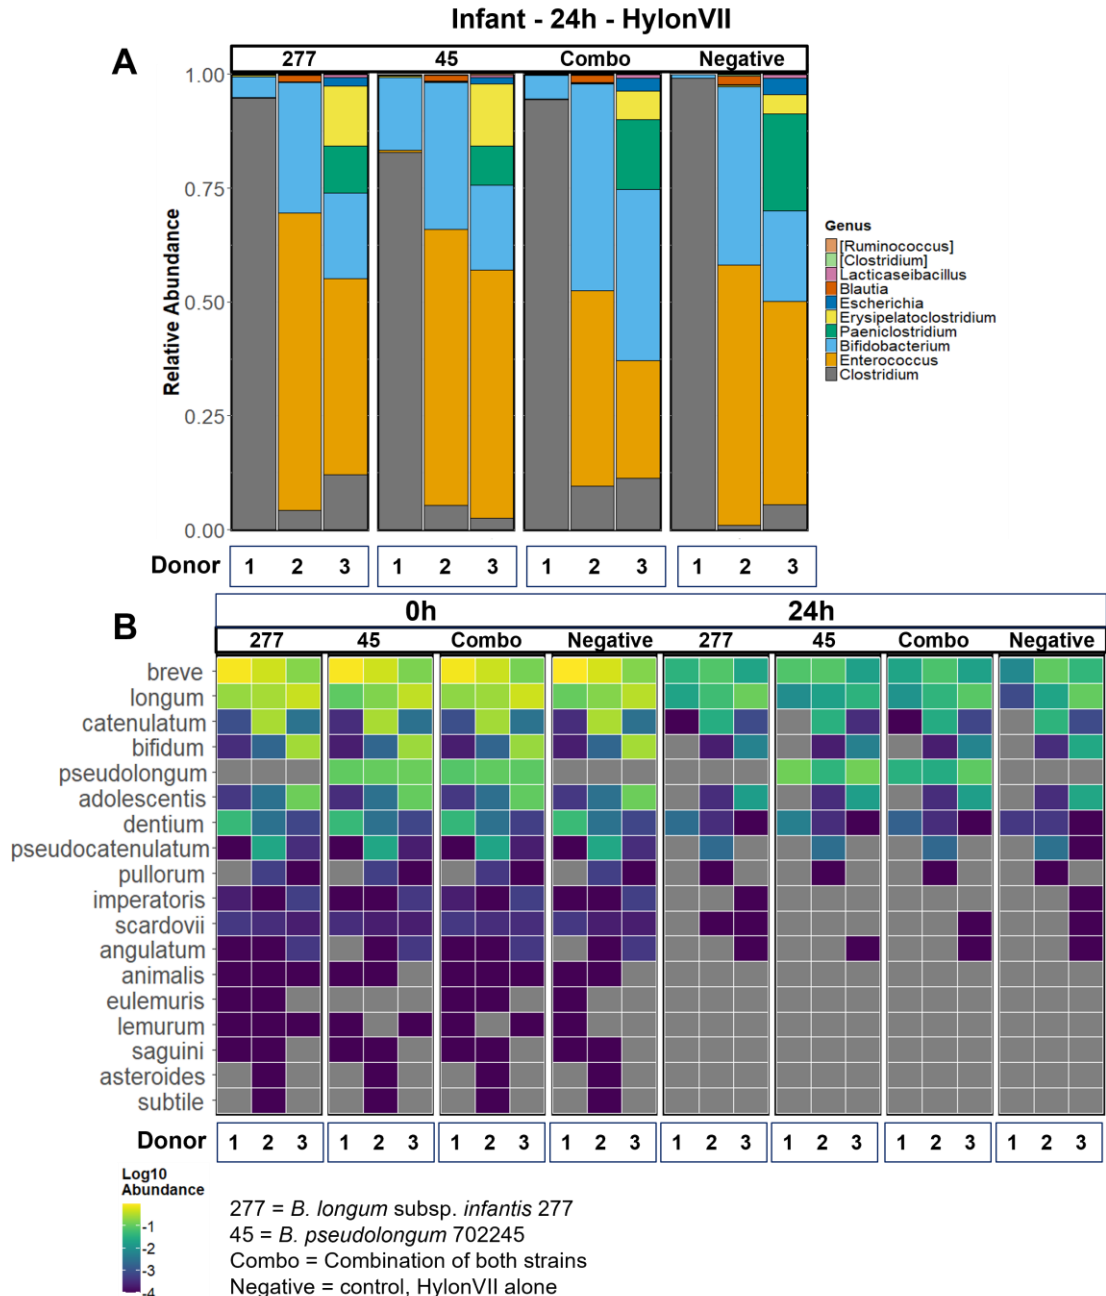 Infant - 24h - HylonVII
A
277 45 Combo Negative
Relative Abundance
1.00
0.75
0.50
0.25
0.00
Genus
[Ruminococcus]
[Clostridium]
Lacticaseibacillus
Blautia
Escherichia
Erysipelatoclostridium
Paeniclostridium
Bifidobacterium
Enterococcus
Clostridium
Donor 1 2 3 1 2 3 1 2 3 1 2 3
B
0h 24h
277 45 Combo Negative 277 45 Combo Negative
breve
longum
catenulatum
bifidum
pseudolongum
adolescentis
dentium
pseudocatenulatum
pullorum
imperatoris
scardovii
angulatum
animalis
eulemuris
lemurum
saguini
asteroides
subtile
Donor 1 2 3 1 2 3 1 2 3 1 2 3 1 2 3 1 2 3 1 2 3 1 2 3
Log10
Abundance
-1
-2
-3
-4
277 = B. longum subsp. infantis 277
45 = B. pseudolongum 702245
Combo = Combination of both strains
Negative = control, HylonVII alone